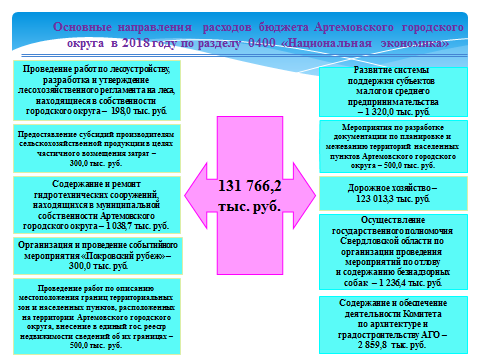 Основные направления расходов бюджета Артемовского городского
округа в 2018 году по разделу 0400 «Национальная экономика»
Проведение работ по лесоустройству,
разработка и утверждение
лесохозяйственного регламента на леса,
находящиеся в собственности
городского округа – 198,0 тыс. руб.
Предоставление субсидий производителям
сельскохозяйственной продукции в целях
частичного возмещения затрат –
300,0 тыс. руб.
Содержание и ремонт
гидротехнических сооружений,
находящихся в муниципальной
собственности Артемовского
городского округа – 1 038,7 тыс. руб.
Организация и проведение событийного
мероприятия «Покровский рубеж» –
300,0 тыс. руб.
Проведение работ по описанию
местоположения границ территориальных
зон и населенных пунктов, расположенных
на территории Артемовского городского
округа, внесение в единый гос. реестр
недвижимости сведений об их границах –
500,0 тыс. руб.
131 766,2
тыс. руб.
Развитие системы
поддержки субъектов
малого и среднего
предпринимательства
– 1 320,0 тыс. руб.
Мероприятия по разработке
документации по планировке и
межеванию территорий населенных
пунктов Артемовского городского
округа – 500,0 тыс. руб.
Дорожное хозяйство –
123 013,3 тыс. руб.
Осуществление
государственного полномочия
Свердловской области по
организации проведения
мероприятий по отлову
и содержанию безнадзорных
собак – 1 236,4 тыс. руб.
Содержание и обеспечение
деятельности Комитета
по архитектуре и
градостроительству АГО –
2 859,8 тыс. руб.